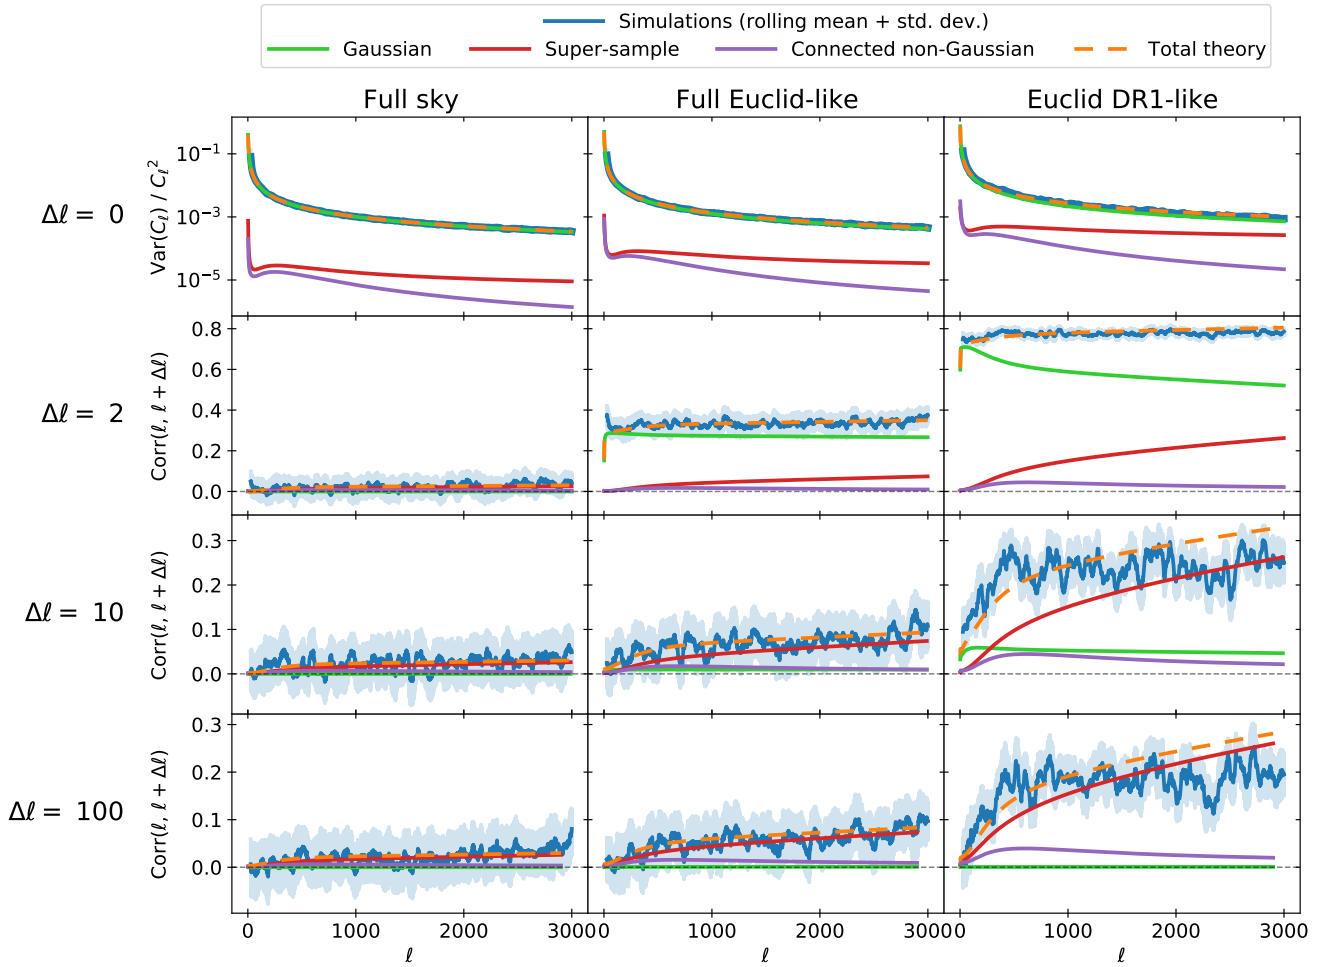 Simulations (rolling mean + std. dev.)
Gaussian Super-sample Connected non-Gaussian Total theory
Full sky Full Euclid-like Euclid DR1-like
Δℓ = 0
Var(Cℓ) / Cℓ²
10⁻¹
10⁻³
10⁻⁵
Δℓ = 2
Corr(ℓ, ℓ + Δℓ)
0.8
0.6
0.4
0.2
0.0
Δℓ = 10
Corr(ℓ, ℓ + Δℓ)
0.3
0.2
0.1
0.0
Δℓ = 100
Corr(ℓ, ℓ + Δℓ)
0.3
0.2
0.1
0.0
0 1000 2000 3000 0 1000 2000 3000 0 1000 2000 3000
ℓ ℓ ℓ